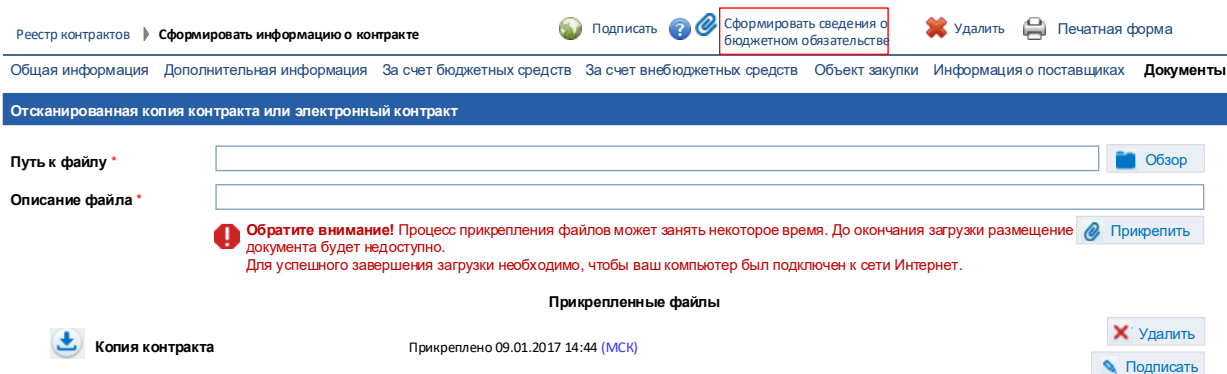 Реестр контрактов Сформировать информацию о контракте Подписать ? Сформировать сведения о бюджетном обязательстве Удалить Печатная форма
Общая информация Дополнительная информация За счет бюджетных средств За счет внебюджетных средств Объект закупки Информация о поставщиках Документы
Отсканированная копия контракта или электронный контракт
Путь к файлу * Обзор
Описание файла *
! Обратите внимание! Процесс прикрепления файлов может занять некоторое время. До окончания загрузки размещение Прикрепить
документа будет недоступно.
Для успешного завершения загрузки необходимо, чтобы ваш компьютер был подключен к сети Интернет.
Прикрепленные файлы
Удалить
Копия контракта Прикреплено 09.01.2017 14:44 (МСК)
Подписать